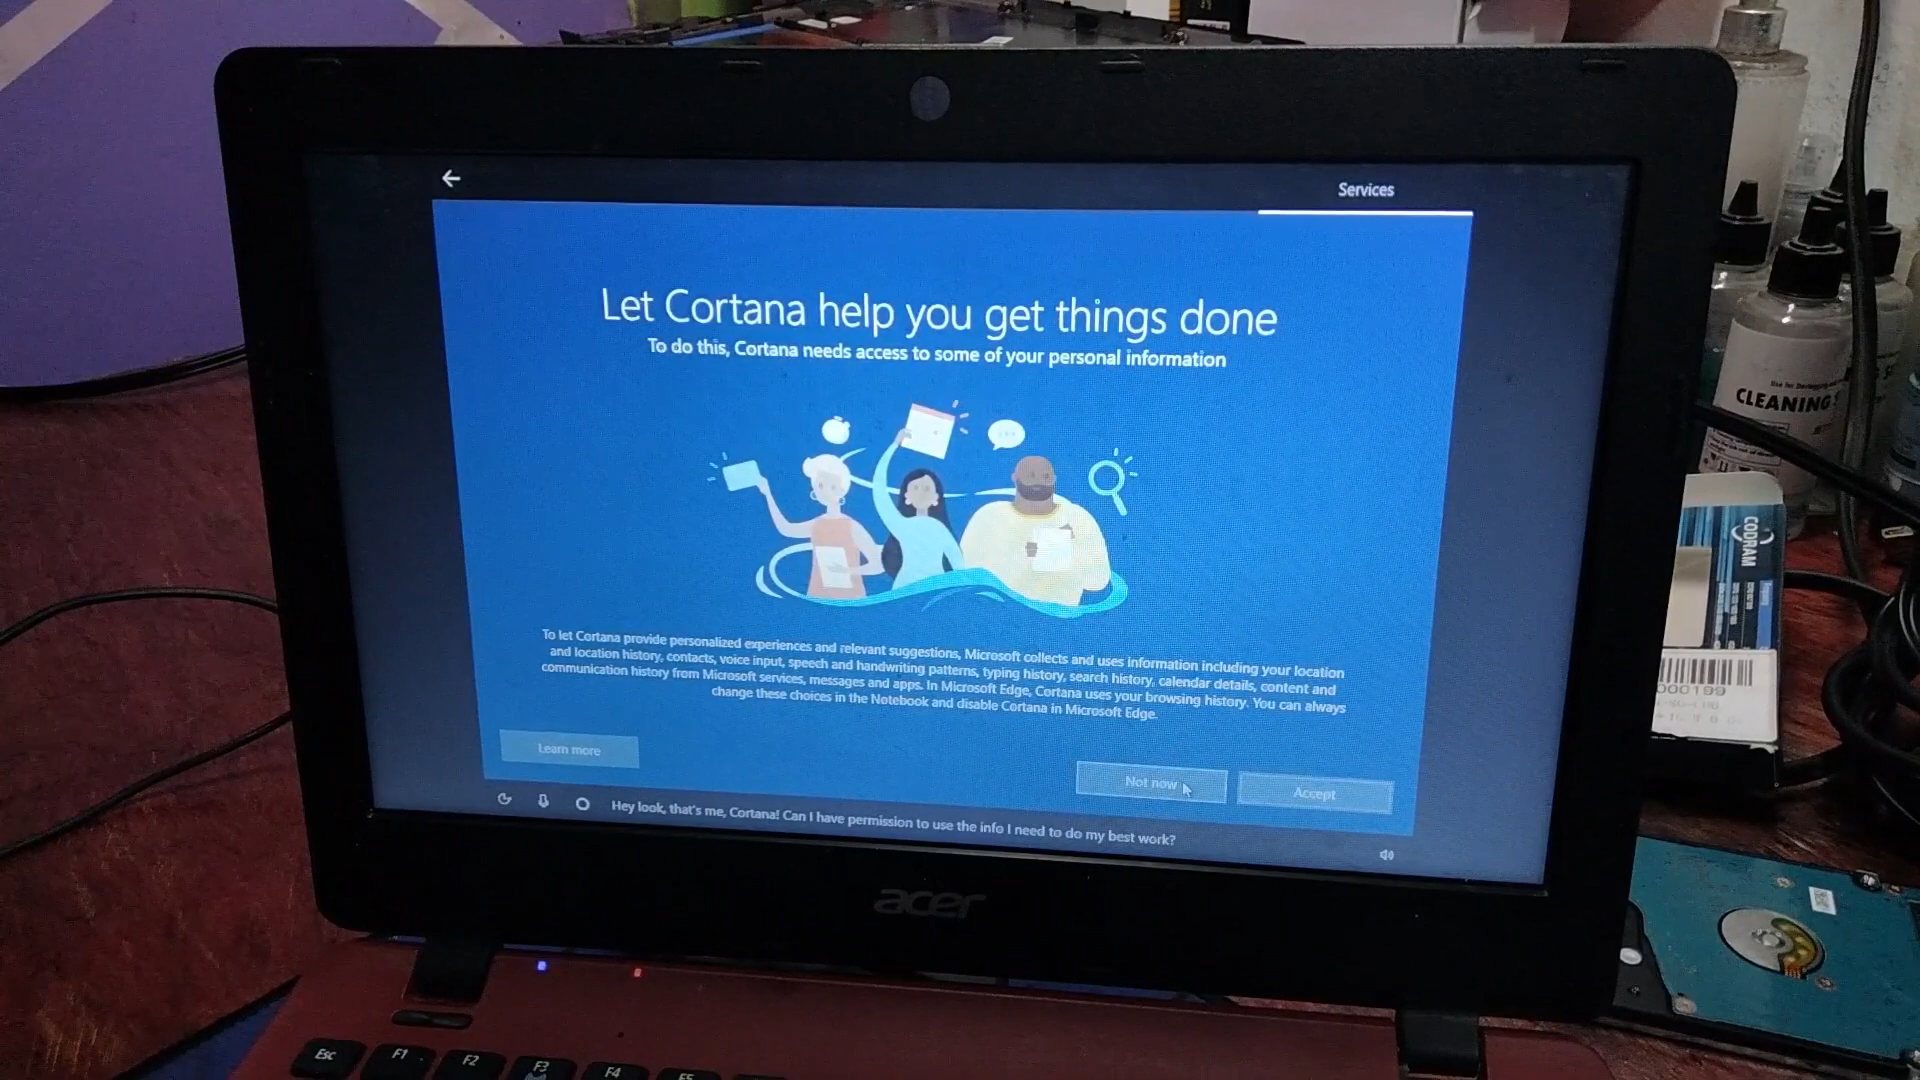 Services
Let Cortana help you get things done
To do this, Cortana needs access to some of your personal information
To let Cortana provide personalized experiences and relevant suggestions, Microsoft collects and uses information including your location
and location history, contacts, voice input, speech and handwriting patterns, typing history, search history, calendar details, content and
communication history from Microsoft services, messages and apps. In Microsoft Edge, Cortana uses your browsing history. You can always
change these choices in the Notebook and disable Cortana in Microsoft Edge.
Learn more
Not now
Accept
Hey look, that's me, Cortana! Can I have permission to use the info I need to do my best work?
acer
Esc
F1
F2
F3
F4
F5
CLEANING
CODRAIM
000199